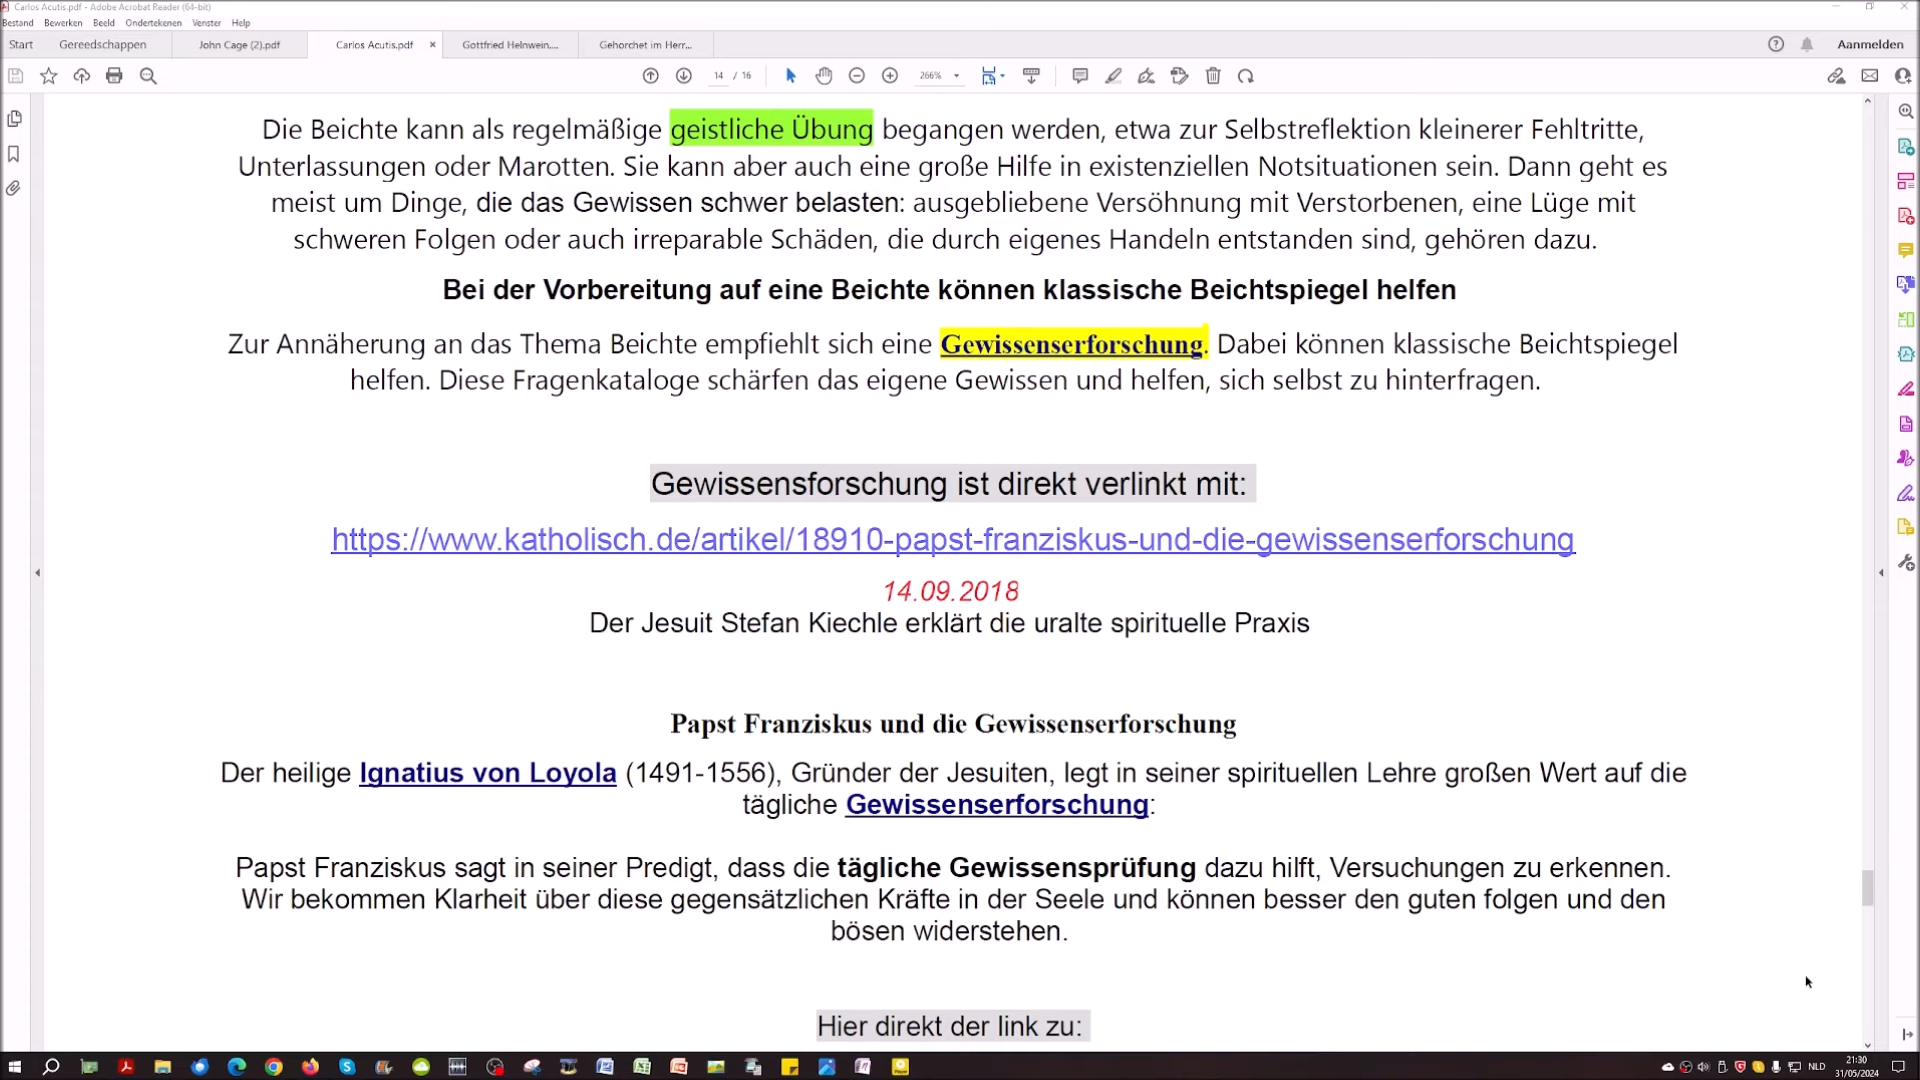 Carlos Acutis.pdf - Adobe Acrobat Reader (64-bit)
Bestand Bewerken Beeld Ondertekenen Venster Help
Start Gereedschappen John Cage (2).pdf Carlos Acutis.pdf × Gottfried Helnwein.... Gehorchet im Herr... Anmelden
14 / 16 266%
Die Beichte kann als regelmäßige geistliche Übung begangen werden, etwa zur Selbstreflektion kleinerer Fehltritte,
Unterlassungen oder Marotten. Sie kann aber auch eine große Hilfe in existenziellen Notsituationen sein. Dann geht es
meist um Dinge, die das Gewissen schwer belasten: ausgebliebene Versöhnung mit Verstorbenen, eine Lüge mit
schweren Folgen oder auch irreparable Schäden, die durch eigenes Handeln entstanden sind, gehören dazu.
Bei der Vorbereitung auf eine Beichte können klassische Beichtspiegel helfen
Zur Annäherung an das Thema Beichte empfiehlt sich eine Gewissenserforschung. Dabei können klassische Beichtspiegel
helfen. Diese Fragenkataloge schärfen das eigene Gewissen und helfen, sich selbst zu hinterfragen.
Gewissensforschung ist direkt verlinkt mit:
https://www.katholisch.de/artikel/18910-papst-franziskus-und-die-gewissenserforschung
14.09.2018
Der Jesuit Stefan Kiechle erklärt die uralte spirituelle Praxis
Papst Franziskus und die Gewissenserforschung
Der heilige Ignatius von Loyola (1491-1556), Gründer der Jesuiten, legt in seiner spirituellen Lehre großen Wert auf die
tägliche Gewissenserforschung:
Papst Franziskus sagt in seiner Predigt, dass die tägliche Gewissensprüfung dazu hilft, Versuchungen zu erkennen.
Wir bekommen Klarheit über diese gegensätzlichen Kräfte in der Seele und können besser den guten folgen und den
bösen widerstehen.
Hier direkt der link zu:
NLD
21:30
31/05/2024